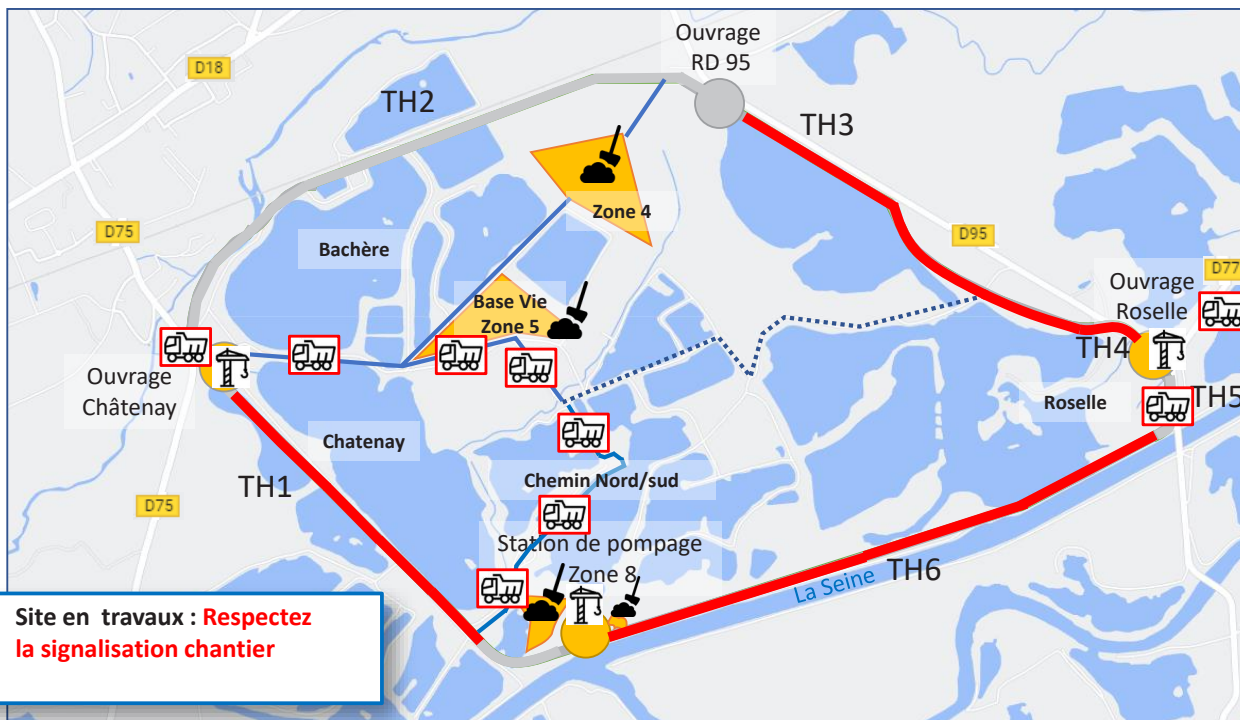 Ouvrage
RD 95
D18
TH2
TH3
Zone 4
D75
D95
Bachère
D77
Ouvrage
Roselle
Base Vie
Zone 5
TH4
Ouvrage
Châtenay
TH5
Roselle
Chatenay
Chemin Nord/sud
TH1
D75
Station de pompage
Zone 8
La Seine
TH6
Site en travaux : Respectez
la signalisation chantier